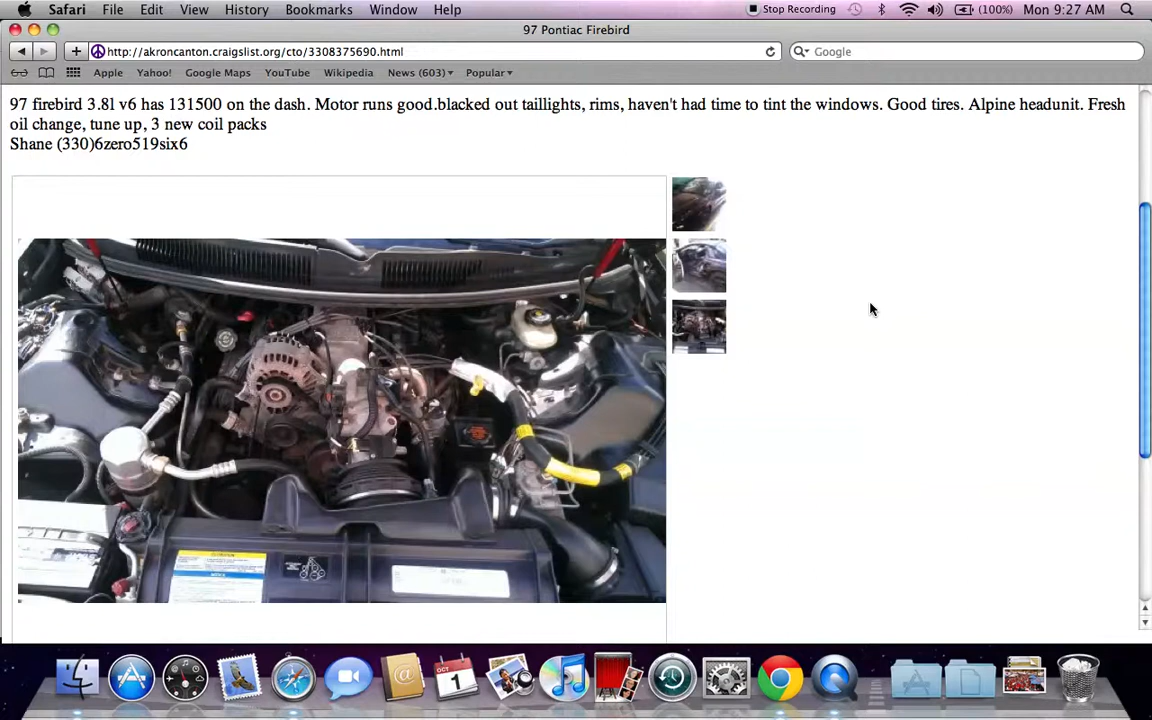 Safari File Edit View History Bookmarks Window Help Stop Recording (100%) Mon 9:27 AM
97 Pontiac Firebird
http://akroncanton.craigslist.org/cto/3308375690.html Google
Apple Yahoo! Google Maps YouTube Wikipedia News (603) Popular
97 firebird 3.8l v6 has 131500 on the dash. Motor runs good.blacked out taillights, rims, haven't had time to tint the windows. Good tires. Alpine headunit. Fresh
oil change, tune up, 3 new coil packs
Shane (330)6zero519six6
OCT
1